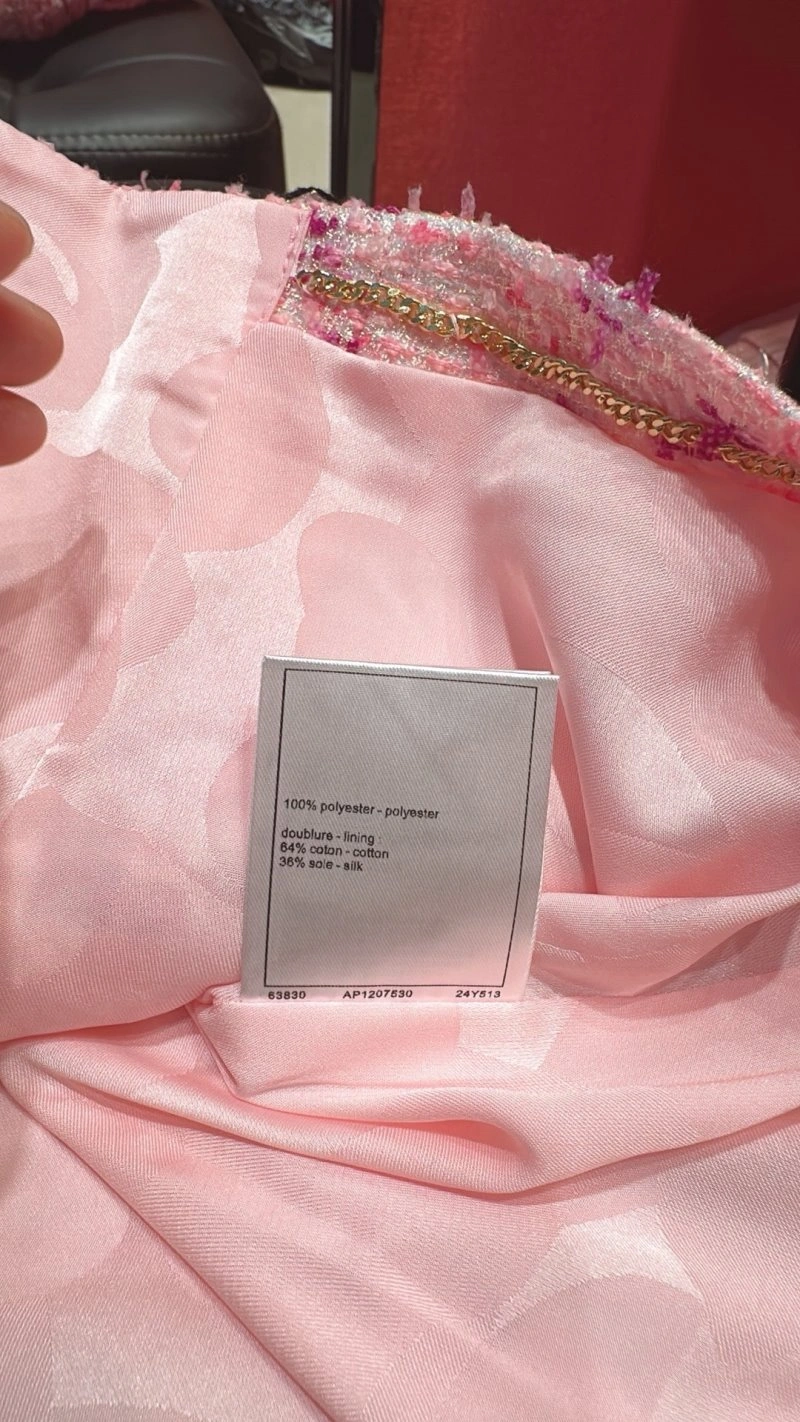 100% polyester - polyester
doublure - lining :
64% coton - cotton
36% soie - silk
63830 AP1207530 24Y513